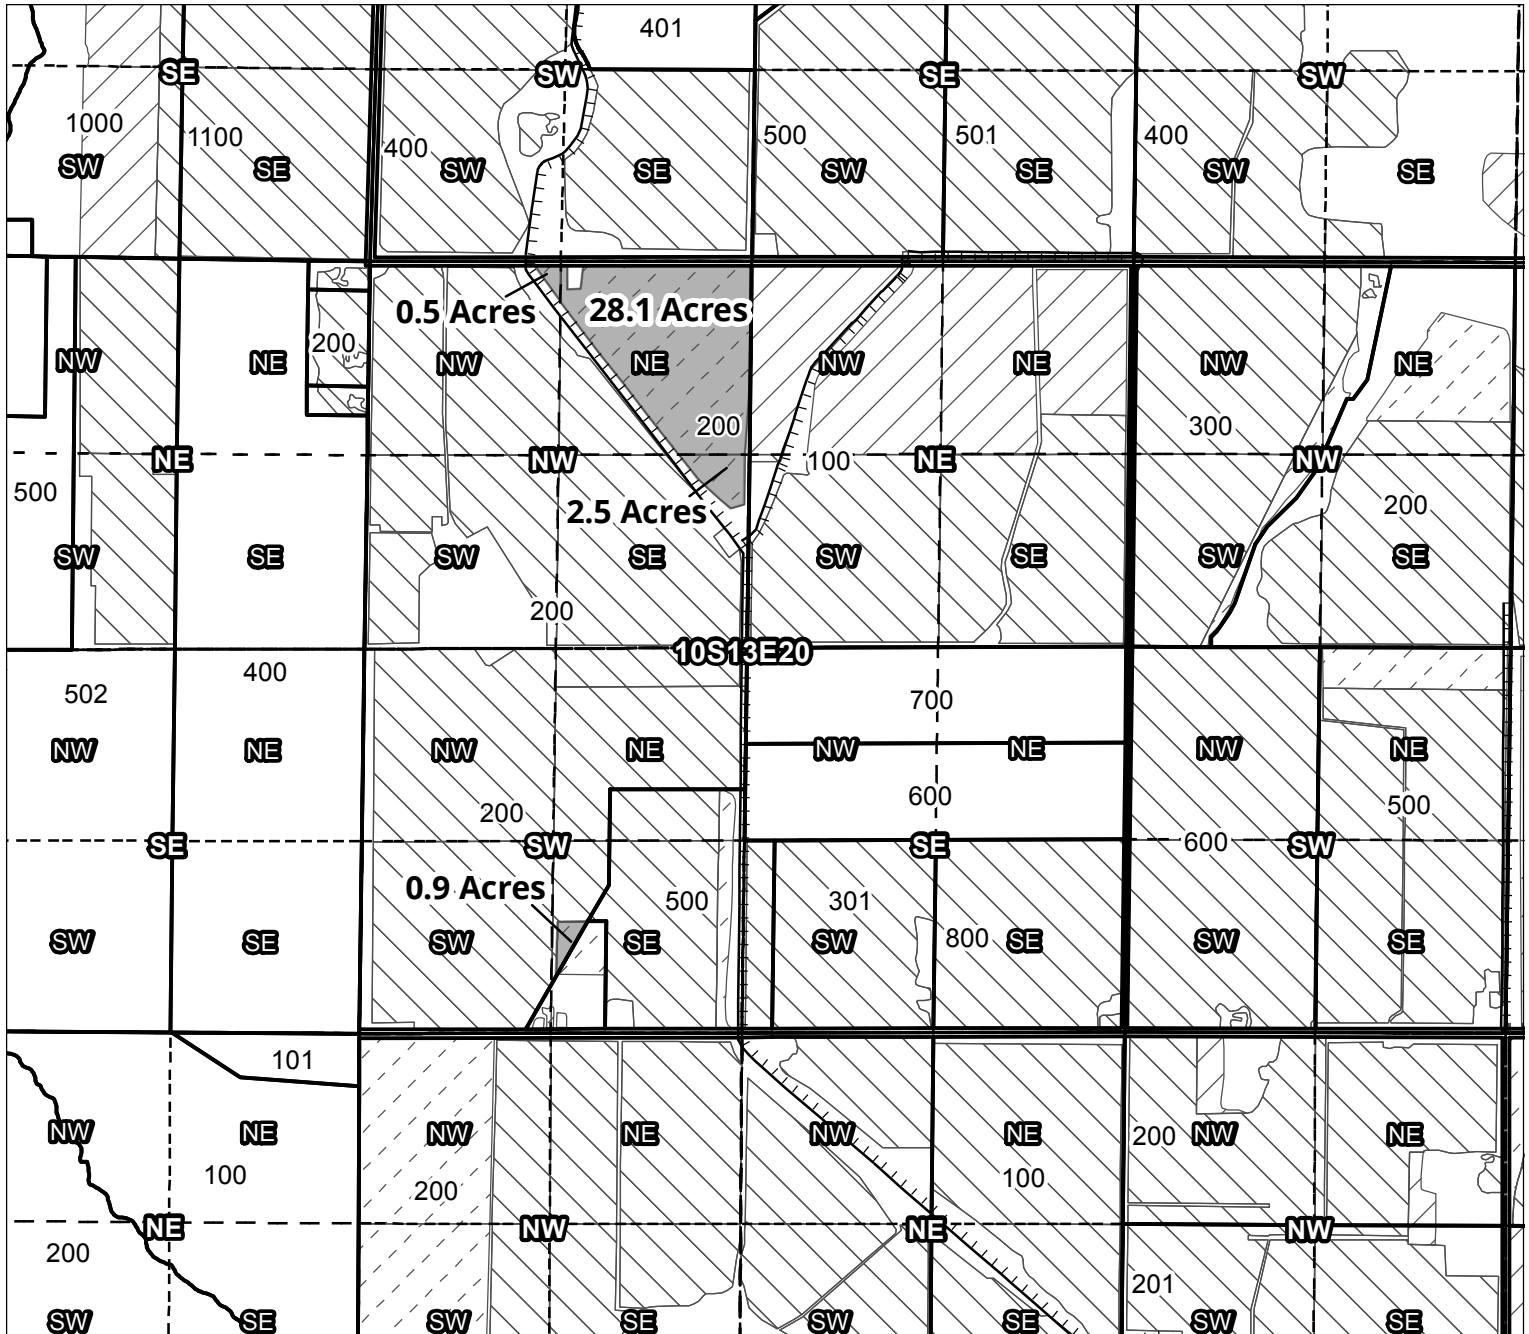 401
SE SW SE SW
1000 1100 400 500 501 400
SW SE SW SE SW SE SW SE
0.5 Acres 28.1 Acres
200
NW NE NW NE NW NE NW NE
200 300
NE NW 100 NE NW
500 2.5 Acres 200
SW SE SW SE SW SE SW SE
200
10S13E20
400
502 700
NW NE NW NE NW NE NW NE
600 500
200
SE SW SE 600 SW
0.9 Acres
500 301
800
SW SE SW SE SW SE SW SE
101
NW NE NW NE NW NE 200 NW NE
100 200 100
NE NW NE NW
200
201
SW SE SW SE SW SE SW SE